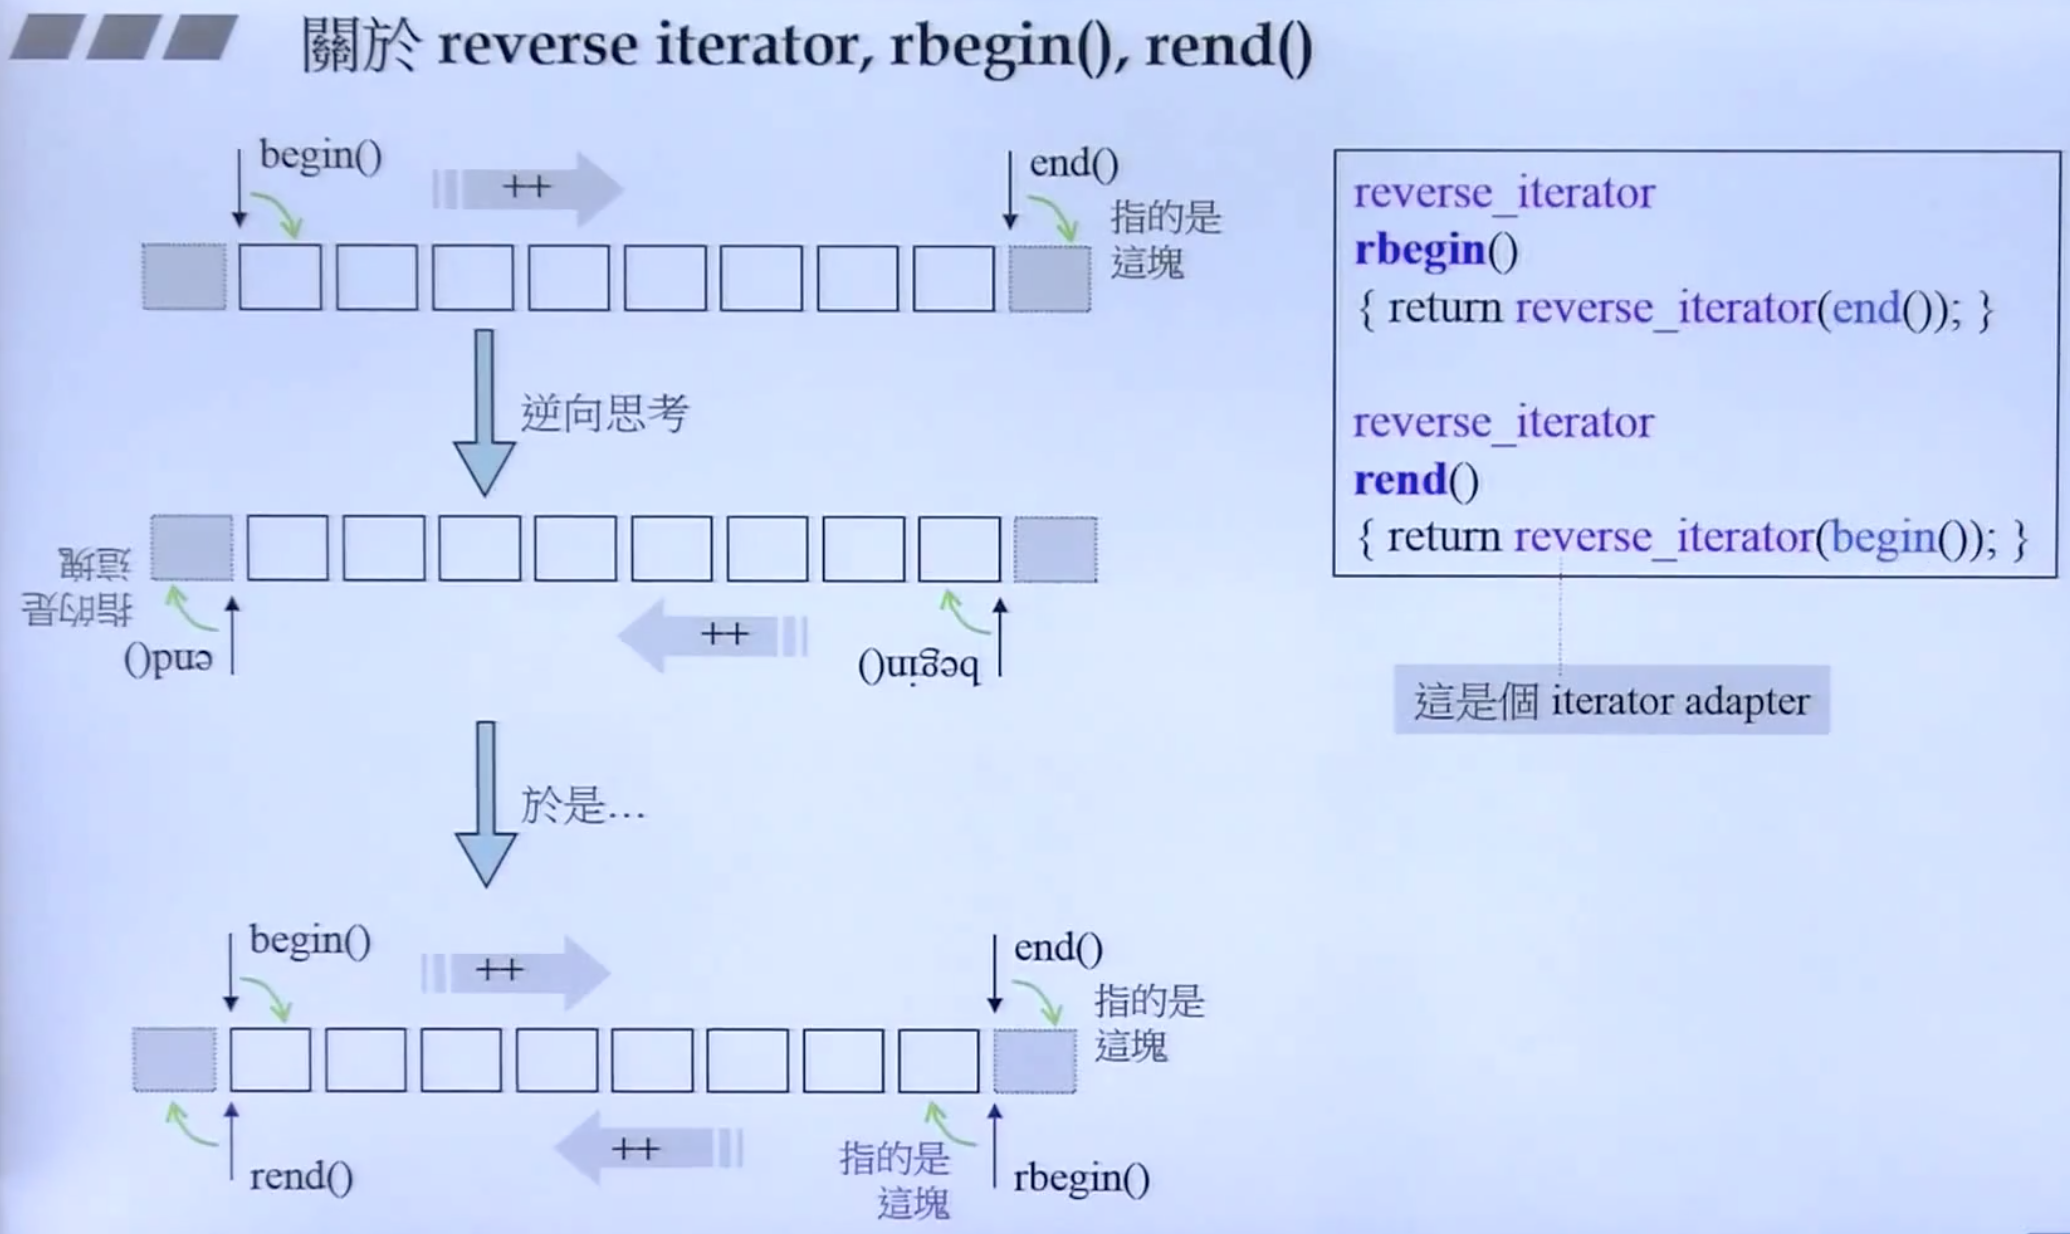 關於 reverse iterator, rbegin(), rend()
begin()
++
end()
指的是
這塊
reverse_iterator
rbegin()
{ return reverse_iterator(end()); }
reverse_iterator
rend()
{ return reverse_iterator(begin()); }
這是個 iterator adapter
逆向思考
指的是
這塊
end()
++
begin()
於是...
begin()
++
end()
指的是
這塊
rend()
++
指的是
這塊
rbegin()